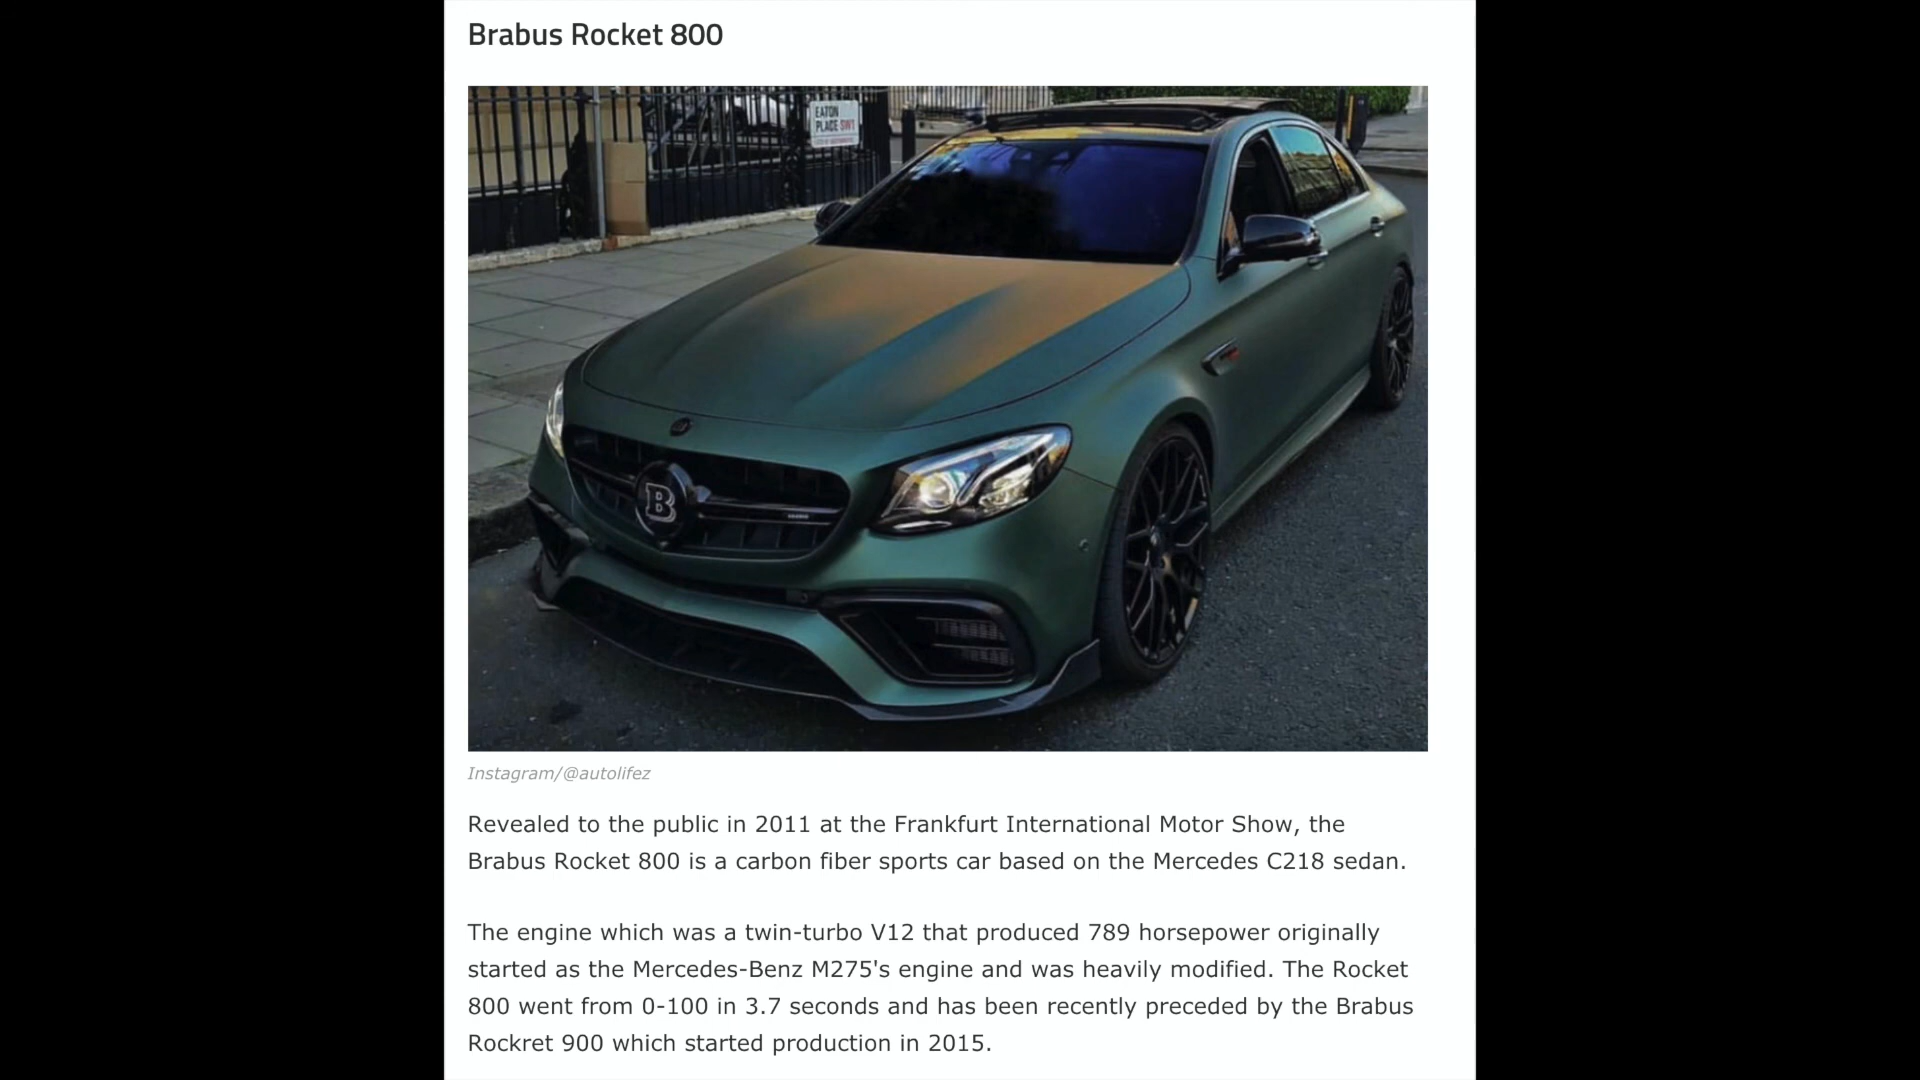 Brabus Rocket 800
EATON
PLACE SW1
B
Instagram/@autolifez
Revealed to the public in 2011 at the Frankfurt International Motor Show, the
Brabus Rocket 800 is a carbon fiber sports car based on the Mercedes C218 sedan.
The engine which was a twin-turbo V12 that produced 789 horsepower originally
started as the Mercedes-Benz M275's engine and was heavily modified. The Rocket
800 went from 0-100 in 3.7 seconds and has been recently preceded by the Brabus
Rockret 900 which started production in 2015.